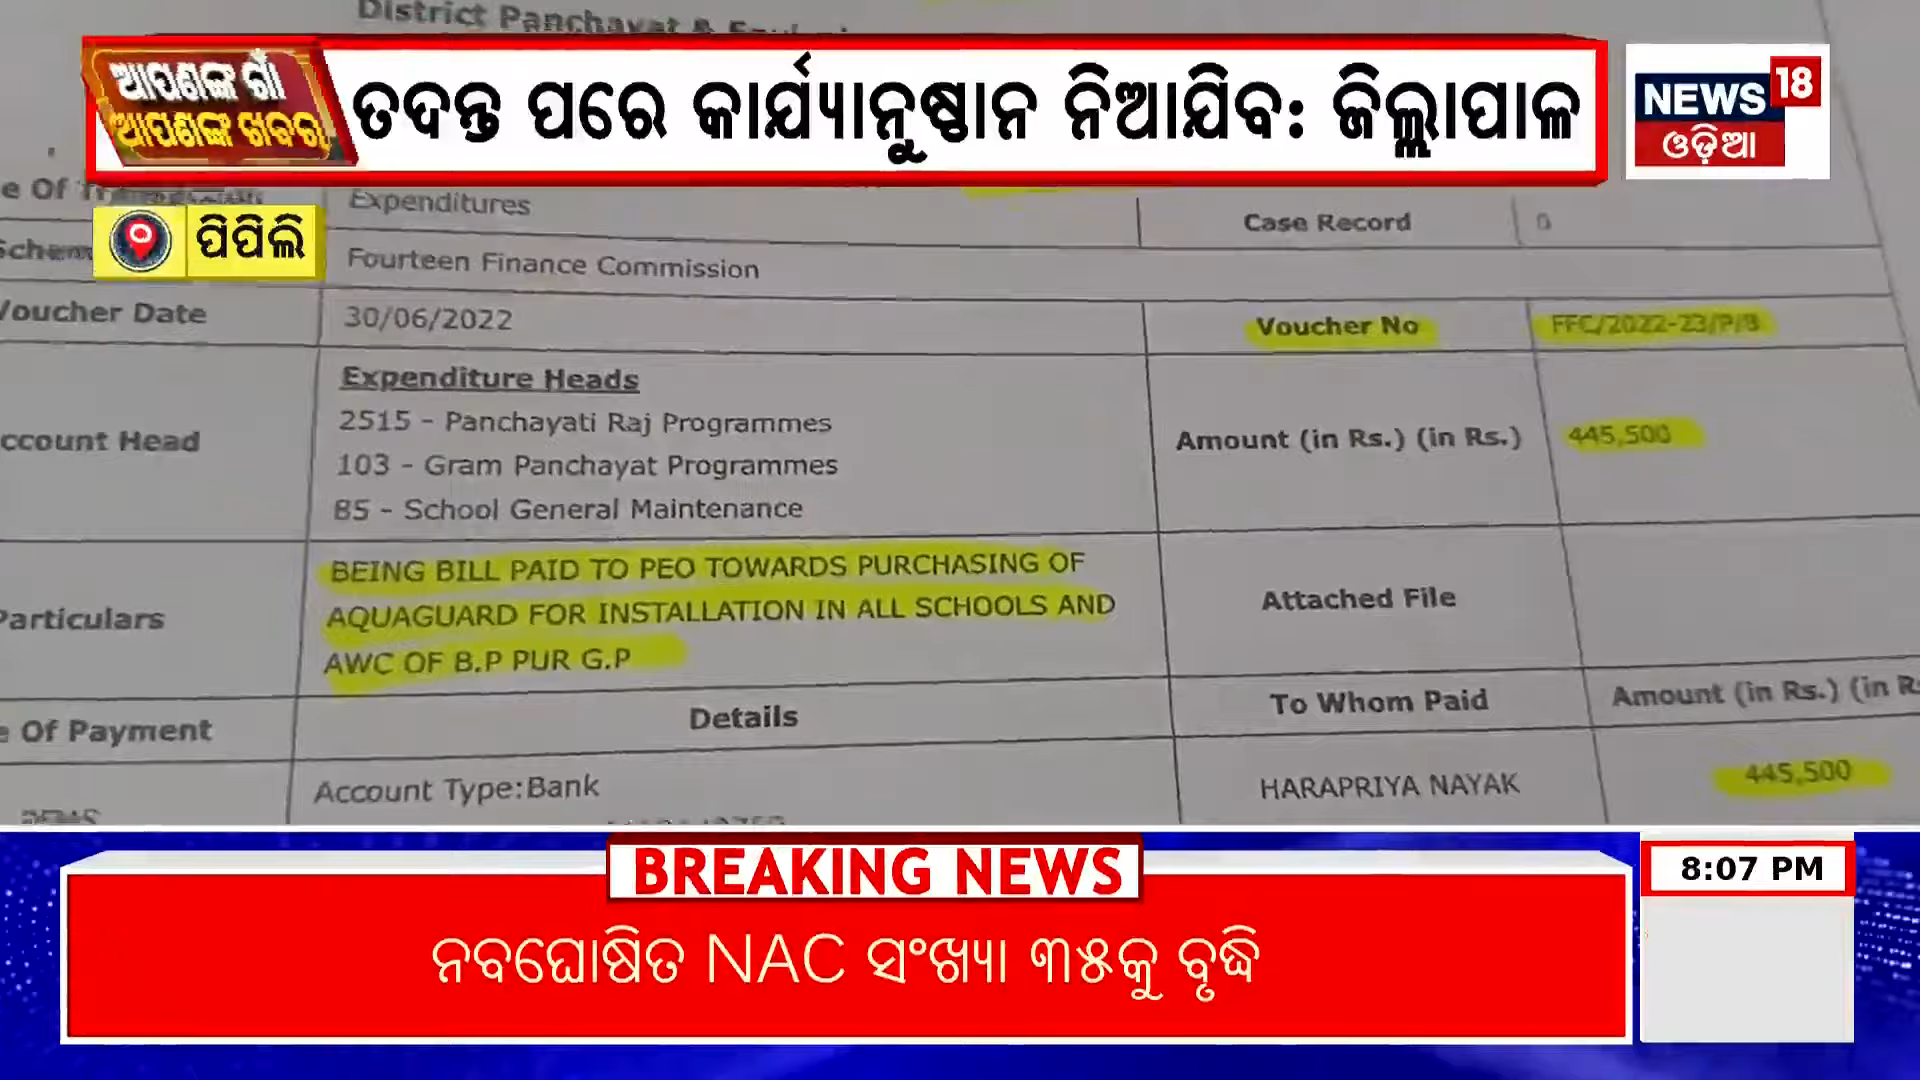 District Panchayat &
ଆପଣଙ୍କ ଗାଁ
ଆପଣଙ୍କ ଖବର
ତଦନ୍ତ ପରେ କାର୍ଯ୍ୟାନୁଷ୍ଠାନ ନିଆଯିବ: ଜିଲ୍ଲାପାଳ
NEWS 18
ଓଡ଼ିଆ
e Of
Expenditures
Case Record
0
ପିପିଲି
Fourteen Finance Commission
Voucher Date
30/06/2022
Voucher No
FFC/2022-23/P/8
ccount Head
Expenditure Heads
2515 - Panchayati Raj Programmes
103 - Gram Panchayat Programmes
B5 - School General Maintenance
Amount (in Rs.) (in Rs.)
445,500
Particulars
BEING BILL PAID TO PEO TOWARDS PURCHASING OF
AQUAGUARD FOR INSTALLATION IN ALL SCHOOLS AND
AWC OF B.P PUR G.P
Attached File
e Of Payment
Details
To Whom Paid
Amount (in Rs.) (in Rs
Account Type:Bank
HARAPRIYA NAYAK
445,500
BREAKING NEWS
8:07 PM
ନବଘୋଷିତ NAC ସଂଖ୍ୟା ୩୫କୁ ବୃଦ୍ଧି